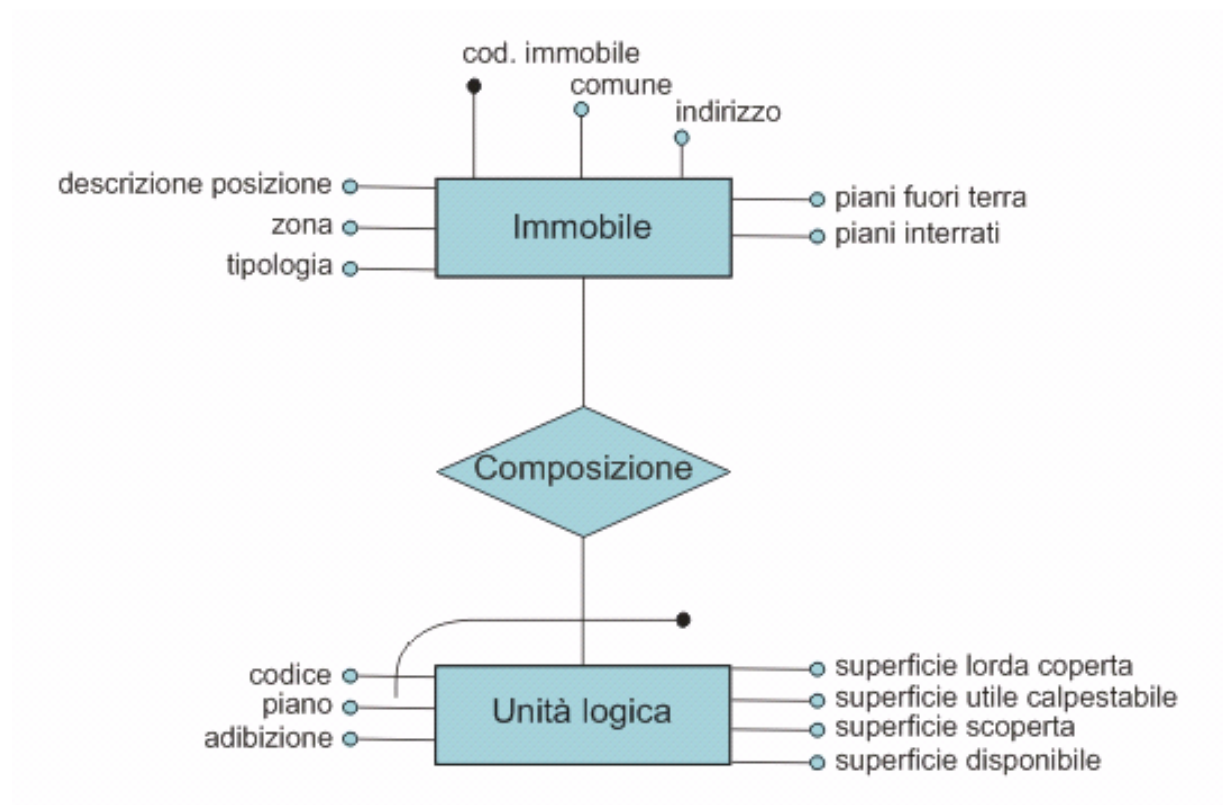 cod. immobile
comune
indirizzo
descrizione posizione
zona
tipologia
Immobile
piani fuori terra
piani interrati
Composizione
codice
piano
adibizione
Unità logica
superficie lorda coperta
superficie utile calpestabile
superficie scoperta
superficie disponibile